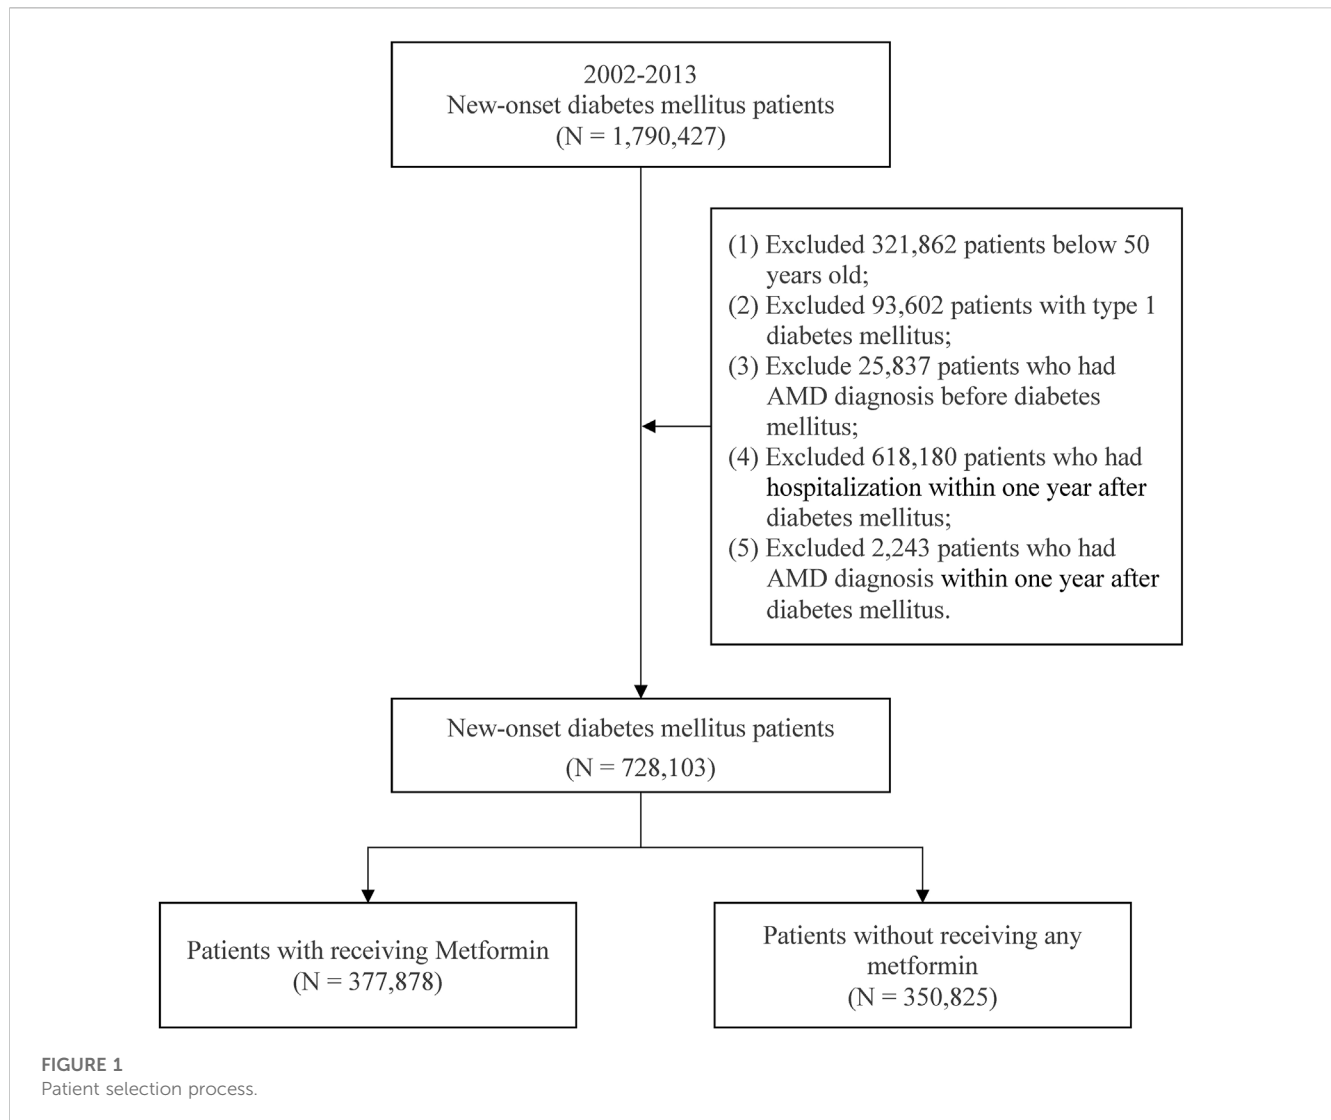 2002-2013
New-onset diabetes mellitus patients
(N = 1,790,427)
(1) Excluded 321,862 patients below 50
years old;
(2) Excluded 93,602 patients with type 1
diabetes mellitus;
(3) Exclude 25,837 patients who had
AMD diagnosis before diabetes
mellitus;
(4) Excluded 618,180 patients who had
hospitalization within one year after
diabetes mellitus;
(5) Excluded 2,243 patients who had
AMD diagnosis within one year after
diabetes mellitus.
New-onset diabetes mellitus patients
(N = 728,103)
Patients with receiving Metformin
(N = 377,878)
Patients without receiving any
metformin
(N = 350,825)
FIGURE 1
Patient selection process.